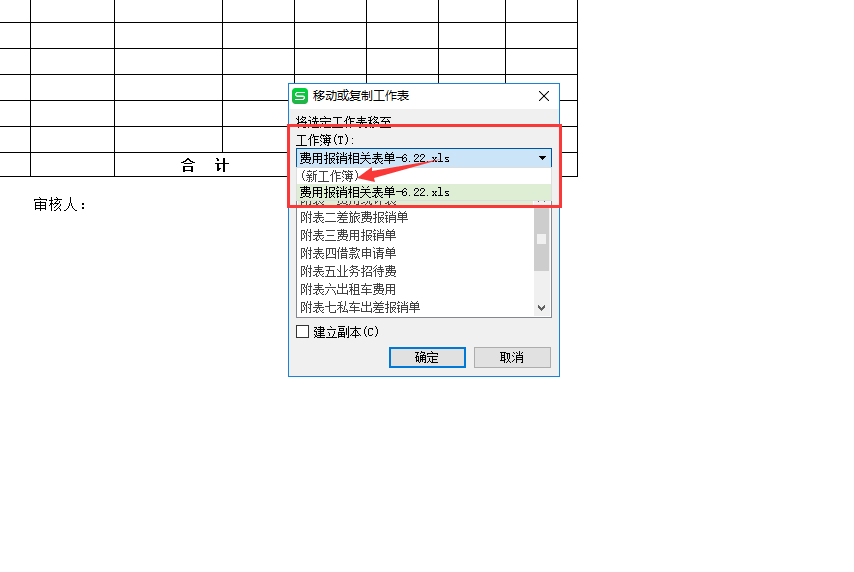 移动或复制工作表
将选定工作表移至
工作簿(T):
费用报销相关表单-6.22.xls
(新工作簿)
费用报销相关表单-6.22.xls
附表二差旅费报销单
附表三费用报销单
附表四借款申请单
附表五业务招待费
附表六出租车费用
附表七私车出差报销单
建立副本(C)
确定 取消
合 计
审核人：